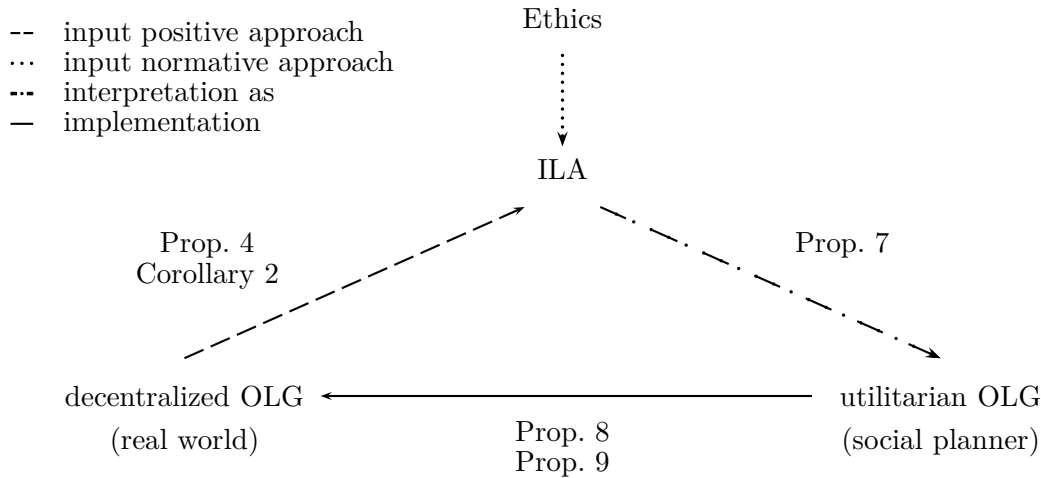 Ethics
-- input positive approach
··· input normative approach
-·- interpretation as
— implementation
ILA
Prop. 4
Corollary 2
Prop. 7
decentralized OLG
(real world)
utilitarian OLG
(social planner)
Prop. 8
Prop. 9